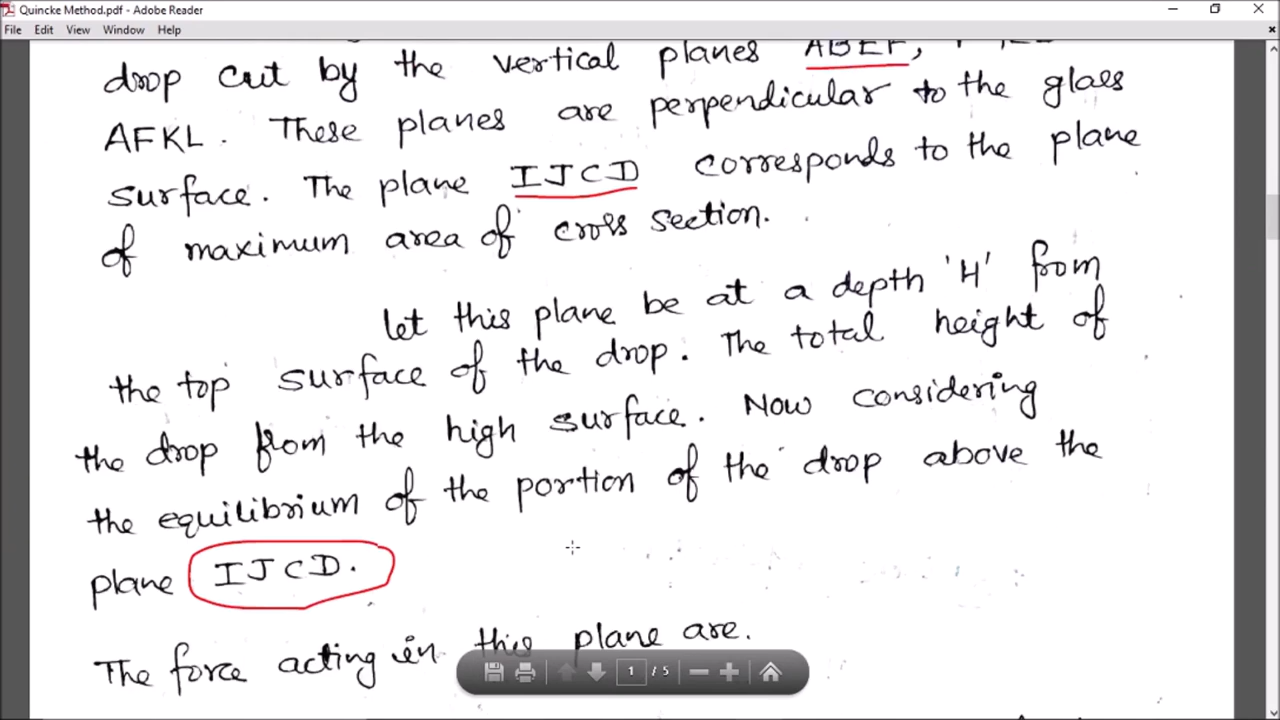 Quincke Method.pdf - Adobe Reader
File Edit View Window Help
drop cut by the vertical planes ABEF,
AFKL. These planes are perpendicular to the glass
surface. The plane IJCD corresponds to the plane
of maximum area of cross section.
let this plane be at a depth 'H' from
the top surface of the drop. The total height of
the drop from the high surface. Now considering
the equilibrium of the portion of the drop above the
plane IJCD.
The force acting in this plane are.
1 / 5